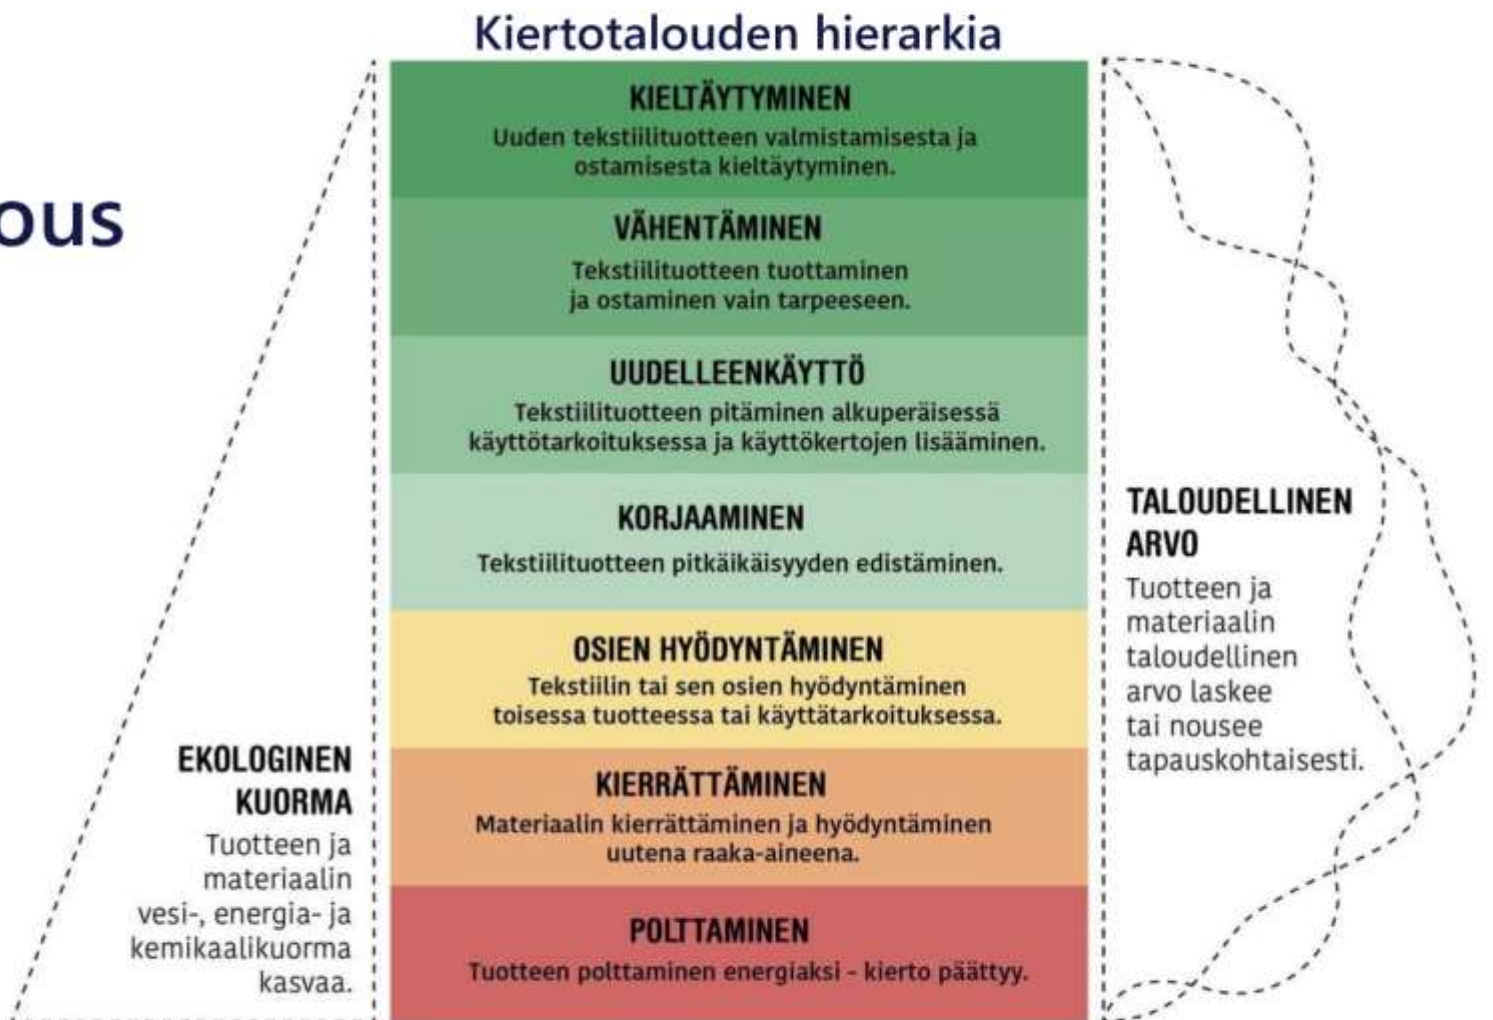 Kiertotalouden hierarkia
ous
KIELTÄYTYMINEN
Uuden tekstiilituotteen valmistamisesta ja
ostamisesta kieltäytyminen.
VÄHENTÄMINEN
Tekstiilituotteen tuottaminen
ja ostaminen vain tarpeeseen.
UUDELLEENKÄYTTÖ
Tekstiilituotteen pitäminen alkuperäisessä
käyttötarkoituksessa ja käyttökertojen lisääminen.
KORJAAMINEN
Tekstiilituotteen pitkäikäisyyden edistäminen.
OSIEN HYÖDYNTÄMINEN
Tekstiilin tai sen osien hyödyntäminen
toisessa tuotteessa tai käyttätarkoituksessa.
KIERRÄTTÄMINEN
Materiaalin kierrättäminen ja hyödyntäminen
uutena raaka-aineena.
POLTTAMINEN
Tuotteen polttaminen energiaksi - kierto päättyy.
EKOLOGINEN
KUORMA
Tuotteen ja
materiaalin
vesi-, energia- ja
kemikaalikuorma
kasvaa.
TALOUDELLINEN
ARVO
Tuotteen ja
materiaalin
taloudellinen
arvo laskee
tai nousee
tapauskohtaisesti.